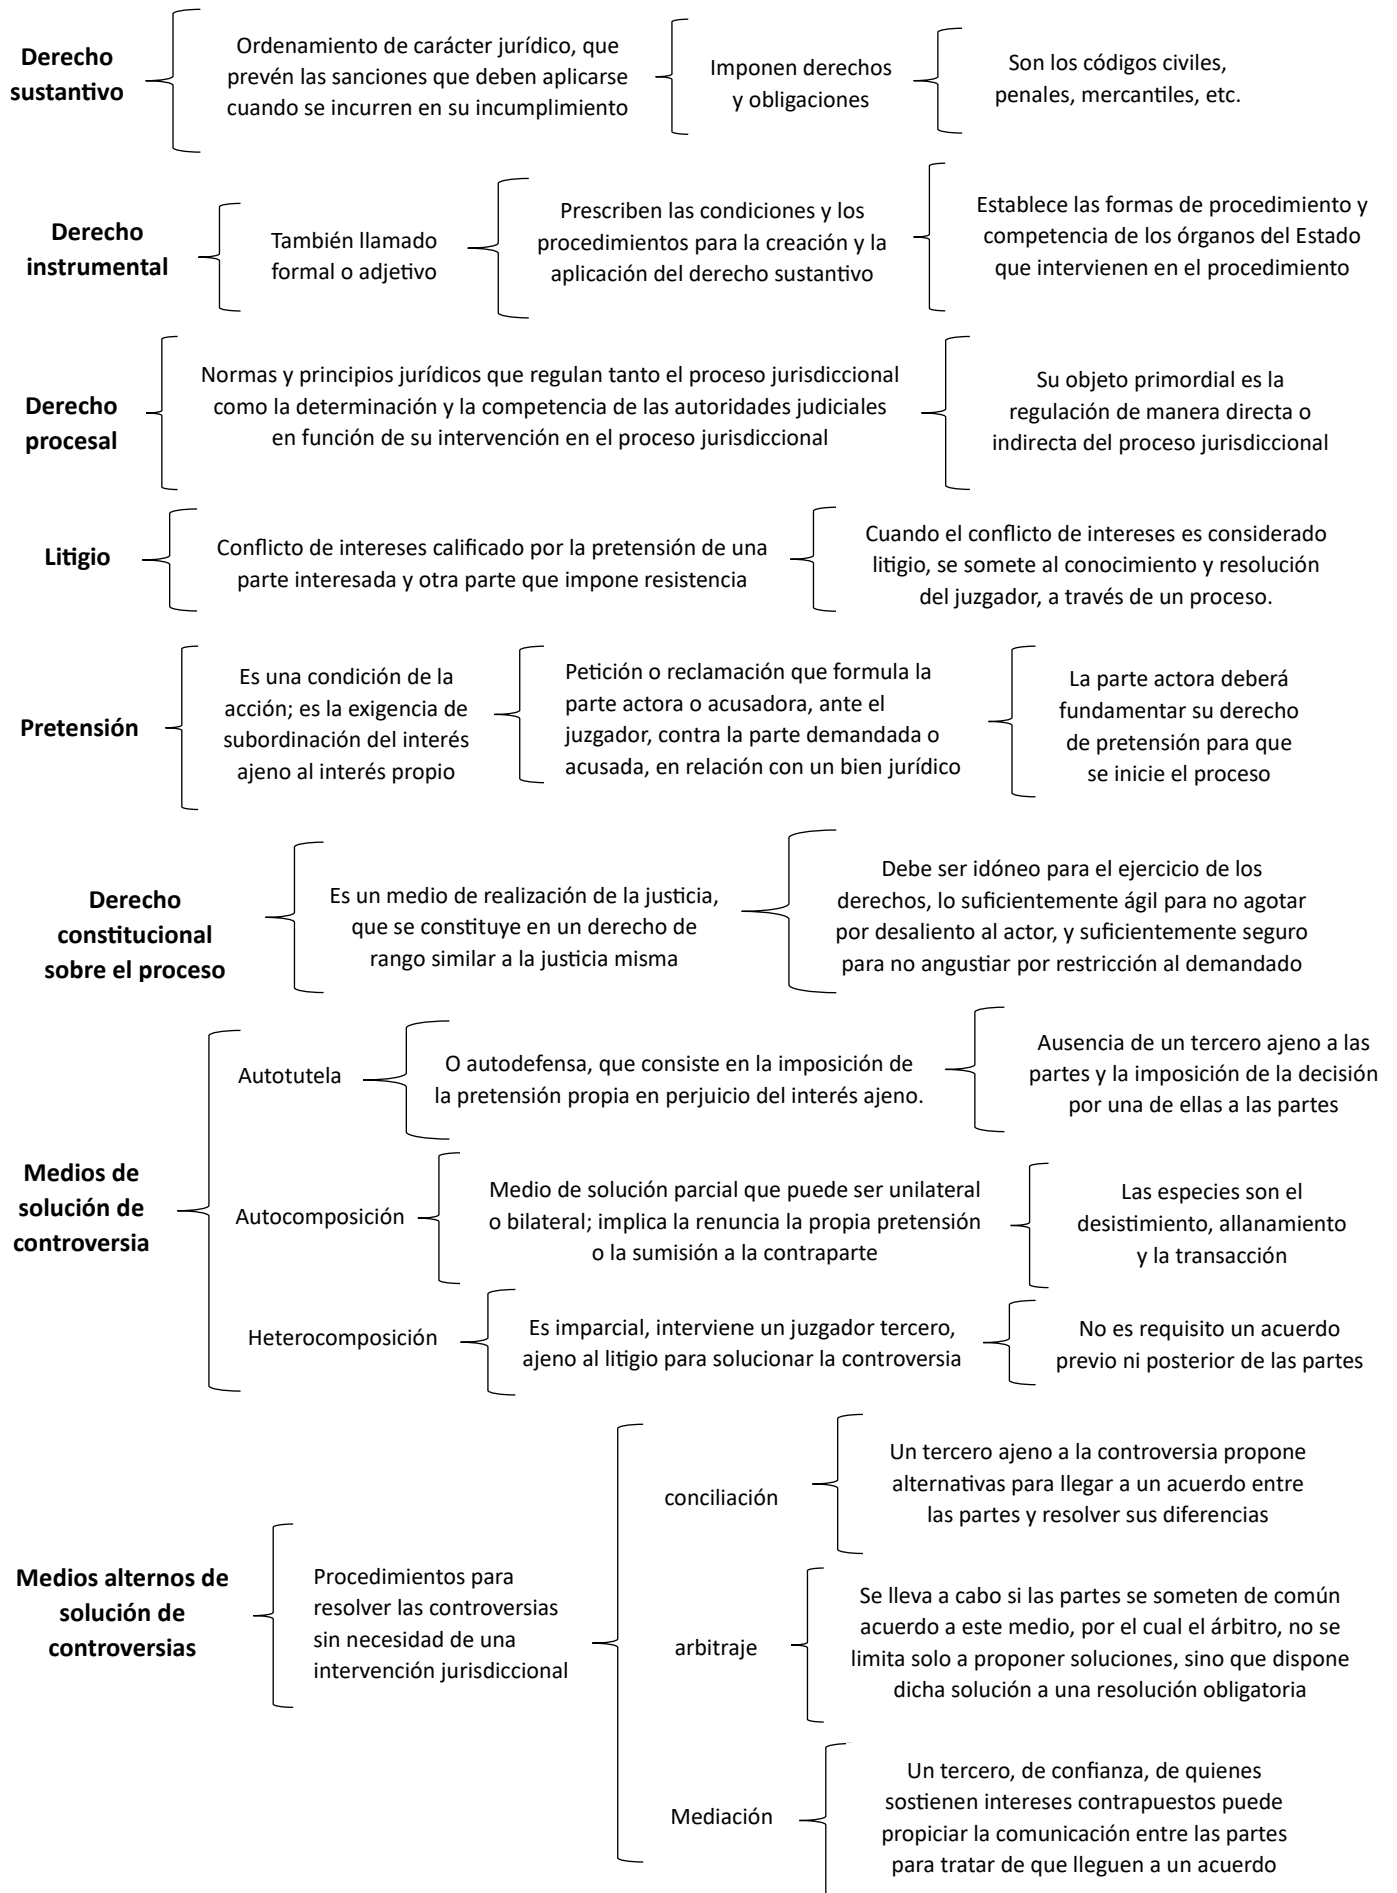 Derecho
sustantivo
Ordenamiento de carácter jurídico, que
prevén las sanciones que deben aplicarse
cuando se incurren en su incumplimiento
Imponen derechos
y obligaciones
Son los códigos civiles,
penales, mercantiles, etc.
Derecho
instrumental
También llamado
formal o adjetivo
Prescriben las condiciones y los
procedimientos para la creación y la
aplicación del derecho sustantivo
Establece las formas de procedimiento y
competencia de los órganos del Estado
que intervienen en el procedimiento
Derecho
procesal
Normas y principios jurídicos que regulan tanto el proceso jurisdiccional
como la determinación y la competencia de las autoridades judiciales
en función de su intervención en el proceso jurisdiccional
Su objeto primordial es la
regulación de manera directa o
indirecta del proceso jurisdiccional
Litigio
Conflicto de intereses calificado por la pretensión de una
parte interesada y otra parte que impone resistencia
Cuando el conflicto de intereses es considerado
litigio, se somete al conocimiento y resolución
del juzgador, a través de un proceso.
Pretensión
Es una condición de la
acción; es la exigencia de
subordinación del interés
ajeno al interés propio
Petición o reclamación que formula la
parte actora o acusadora, ante el
juzgador, contra la parte demandada o
acusada, en relación con un bien jurídico
La parte actora deberá
fundamentar su derecho
de pretensión para que
se inicie el proceso
Derecho
constitucional
sobre el proceso
Es un medio de realización de la justicia,
que se constituye en un derecho de
rango similar a la justicia misma
Debe ser idóneo para el ejercicio de los
derechos, lo suficientemente ágil para no agotar
por desaliento al actor, y suficientemente seguro
para no angustiar por restricción al demandado
Medios de
solución de
controversia
Autotutela
O autodefensa, que consiste en la imposición de
la pretensión propia en perjuicio del interés ajeno.
Ausencia de un tercero ajeno a las
partes y la imposición de la decisión
por una de ellas a las partes
Autocomposición
Medio de solución parcial que puede ser unilateral
o bilateral; implica la renuncia la propia pretensión
o la sumisión a la contraparte
Las especies son el
desistimiento, allanamiento
y la transacción
Heterocomposición
Es imparcial, interviene un juzgador tercero,
ajeno al litigio para solucionar la controversia
No es requisito un acuerdo
previo ni posterior de las partes
Medios alternos de
solución de
controversias
Procedimientos para
resolver las controversias
sin necesidad de una
intervención jurisdiccional
conciliación
Un tercero ajeno a la controversia propone
alternativas para llegar a un acuerdo entre
las partes y resolver sus diferencias
arbitraje
Se lleva a cabo si las partes se someten de común
acuerdo a este medio, por el cual el árbitro, no se
limita solo a proponer soluciones, sino que dispone
dicha solución a una resolución obligatoria
Mediación
Un tercero, de confianza, de quienes
sostienen intereses contrapuestos puede
propiciar la comunicación entre las partes
para tratar de que lleguen a un acuerdo